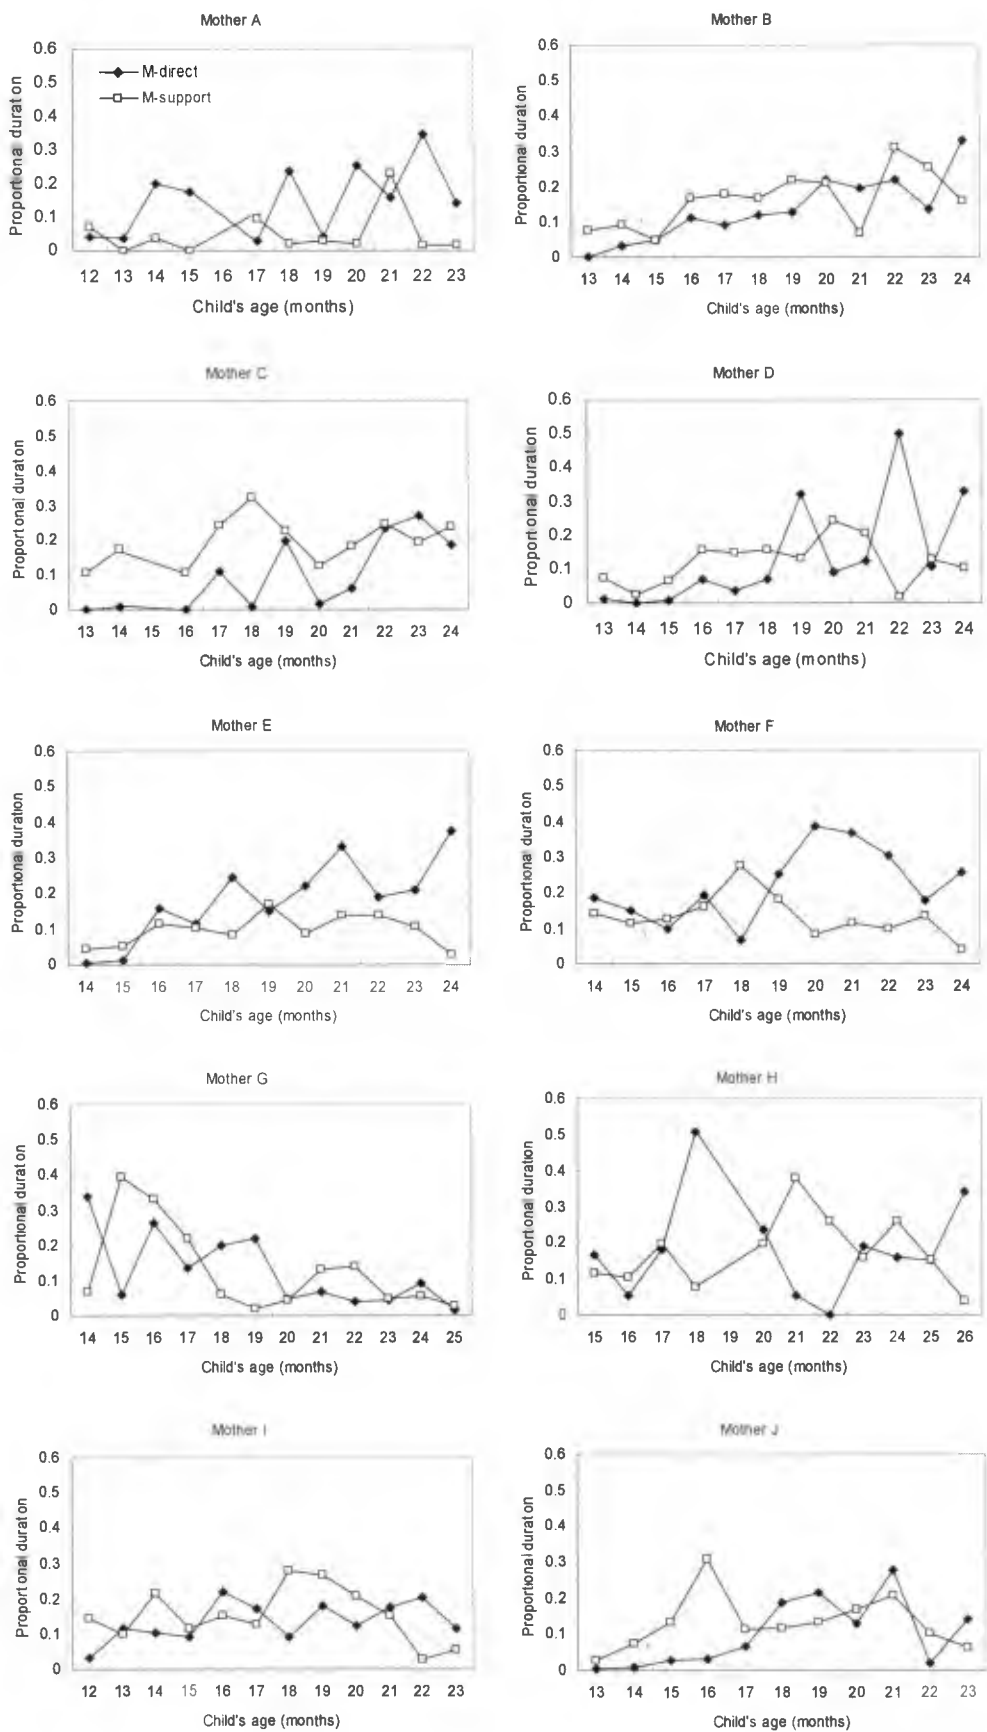 Mother A
0.6
0.5
0.4
0.3
0.2
0.1
0
Proportional duration
M-direct
M-support
12 13 14 15 16 17 18 19 20 21 22 23
Child's age (months)
Mother B
0.6
0.5
0.4
0.3
0.2
0.1
0
Proportional duration
13 14 15 16 17 18 19 20 21 22 23 24
Child's age (months)
Mother C
0.6
0.5
0.4
0.3
0.2
0.1
0
Proportional duration
13 14 15 16 17 18 19 20 21 22 23 24
Child's age (months)
Mother D
0.6
0.5
0.4
0.3
0.2
0.1
0
Proportional duration
13 14 15 16 17 18 19 20 21 22 23 24
Child's age (months)
Mother E
0.6
0.5
0.4
0.3
0.2
0.1
0
Proportional duration
14 15 16 17 18 19 20 21 22 23 24
Child's age (months)
Mother F
0.6
0.5
0.4
0.3
0.2
0.1
0
Proportional duration
14 15 16 17 18 19 20 21 22 23 24
Child's age (months)
Mother G
0.6
0.5
0.4
0.3
0.2
0.1
0
Proportional duration
14 15 16 17 18 19 20 21 22 23 24 25
Child's age (months)
Mother H
0.6
0.5
0.4
0.3
0.2
0.1
0
Proportional duration
15 16 17 18 19 20 21 22 23 24 25 26
Child's age (months)
Mother I
0.6
0.5
0.4
0.3
0.2
0.1
0
Proportional duration
12 13 14 15 16 17 18 19 20 21 22 23
Child's age (months)
Mother J
0.6
0.5
0.4
0.3
0.2
0.1
0
Proportional duration
13 14 15 16 17 18 19 20 21 22 23
Child's age (months)